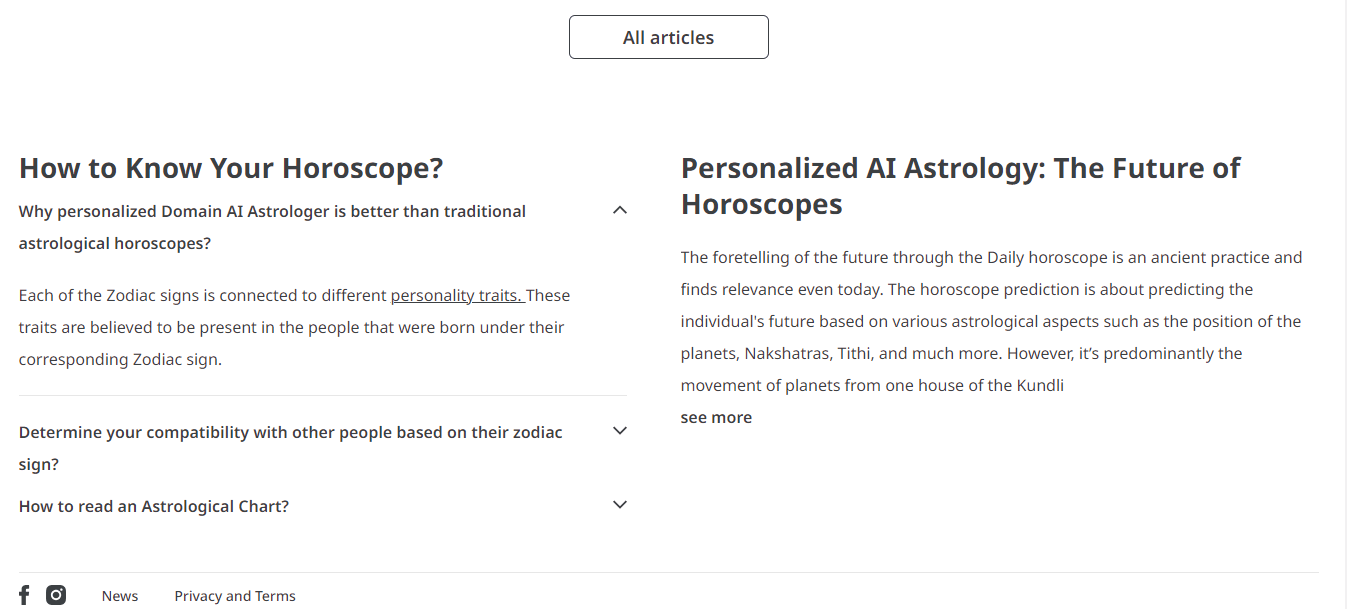 All articles
How to Know Your Horoscope?
Why personalized Domain AI Astrologer is better than traditional
astrological horoscopes?
Each of the Zodiac signs is connected to different personality traits. These
traits are believed to be present in the people that were born under their
corresponding Zodiac sign.
Determine your compatibility with other people based on their zodiac
sign?
How to read an Astrological Chart?
Personalized AI Astrology: The Future of
Horoscopes
The foretelling of the future through the Daily horoscope is an ancient practice and
finds relevance even today. The horoscope prediction is about predicting the
individual's future based on various astrological aspects such as the position of the
planets, Nakshatras, Tithi, and much more. However, it’s predominantly the
movement of planets from one house of the Kundli
see more
News
Privacy and Terms